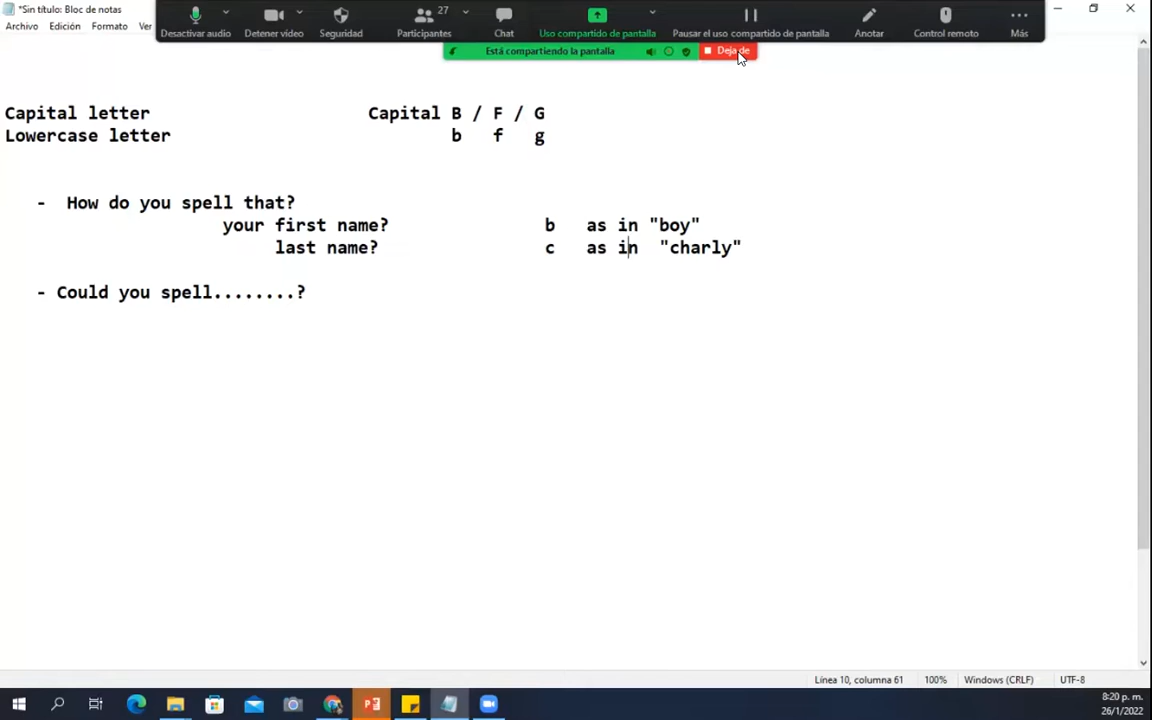 *Sin título: Bloc de notas
Archivo Edición Formato Ver
27
Desactivar audio Detener video Seguridad Participantes Chat Uso compartido de pantalla Pausar el uso compartido de pantalla Anotar Control remoto Más
Está compartiendo la pantalla Deja de
Capital letter Capital B / F / G
Lowercase letter b f g
- How do you spell that?
your first name? b as in "boy"
last name? c as in "charly"
- Could you spell........?
Línea 10, columna 61 100% Windows (CRLF) UTF-8
8:20 p. m.
26/1/2022